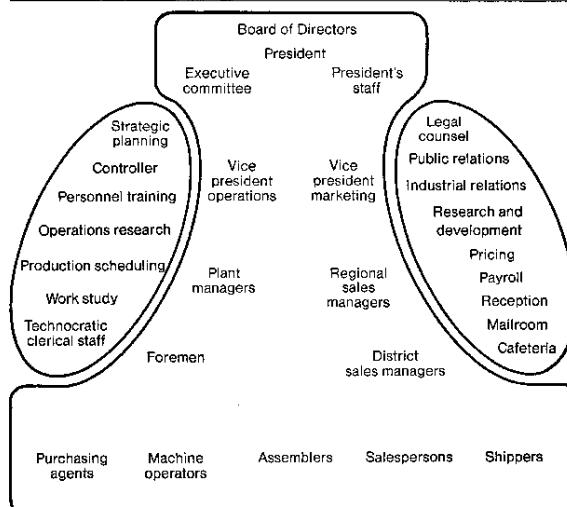 Board of Directors
President
Executive
committee
President's
staff
Strategic
planning
Controller
Personnel training
Operations research
Production scheduling
Work study
Technocratic
clerical staff
Vice
president
operations
Vice
president
marketing
Plant
managers
Regional
sales
managers
Foremen
District
sales managers
Legal
counsel
Public relations
Industrial relations
Research and
development
Pricing
Payroll
Reception
Mailroom
Cafeteria
Purchasing
agents
Machine
operators
Assemblers
Salespersons
Shippers